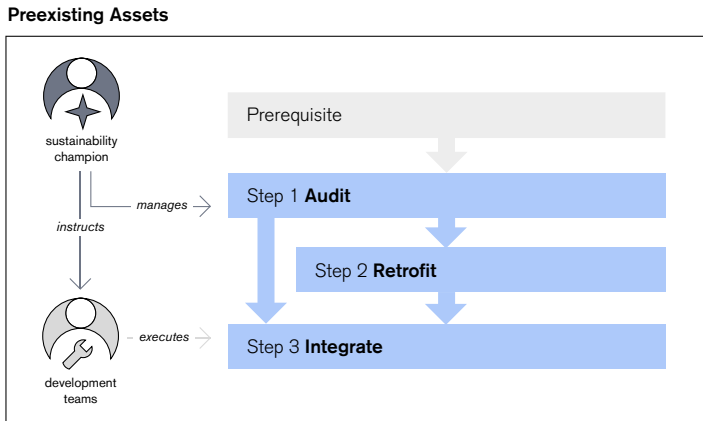 Preexisting Assets
sustainability
champion
Prerequisite
manages
Step 1 Audit
instructs
Step 2 Retrofit
executes
Step 3 Integrate
development
teams